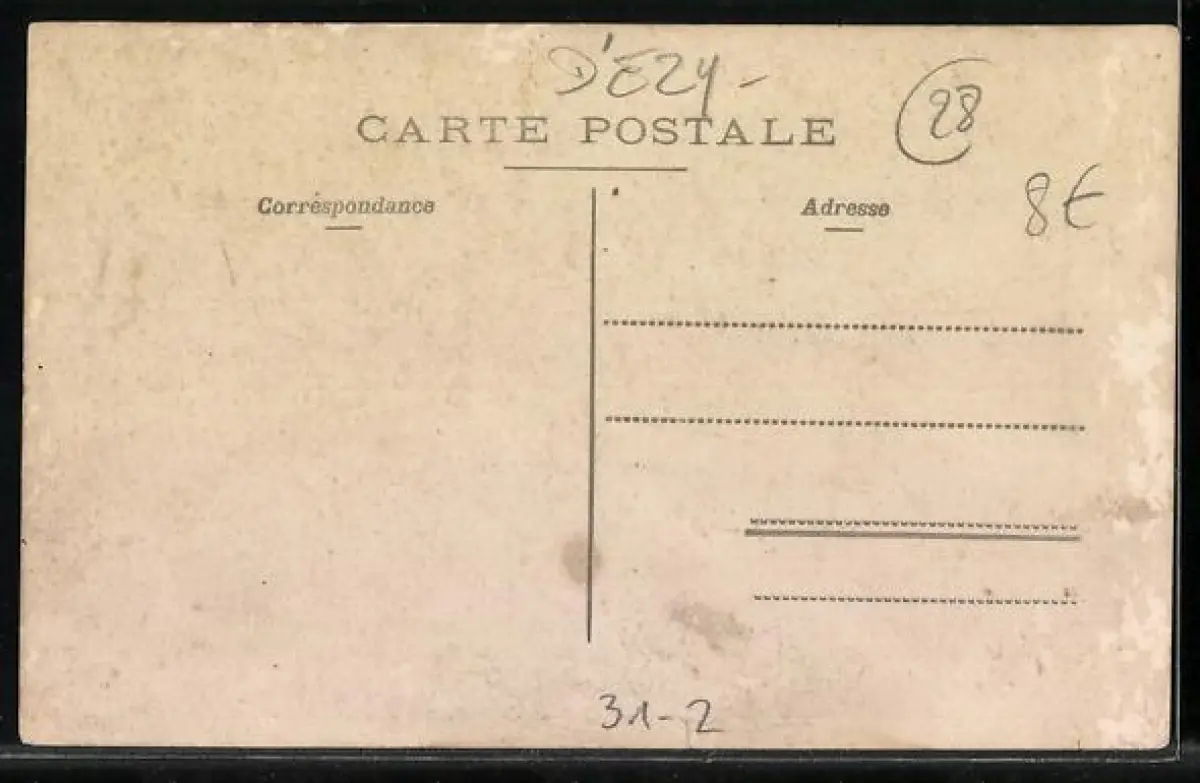 D'EZY-
28
CARTE POSTALE
8€
Correspondance
Adresse
31-2